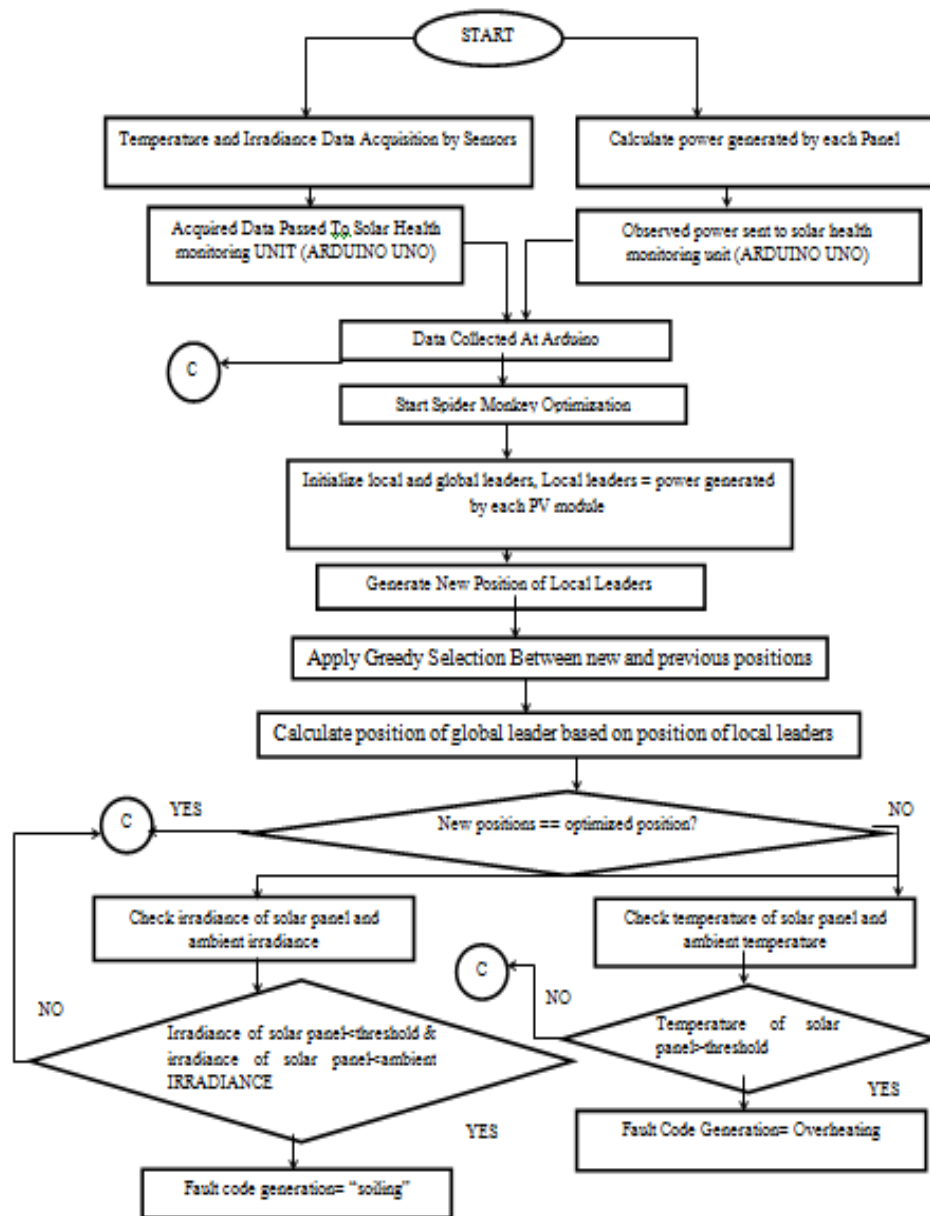 START
Temperature and Irradiance Data Acquisition by Sensors
Calculate power generated by each Panel
Acquired Data Passed To Solar Health
monitoring UNIT (ARDUINO UNO)
Observed power sent to solar health
monitoring unit (ARDUINO UNO)
Data Collected At Arduino
C
Start Spider Monkey Optimization
Initialize local and global leaders, Local leaders = power generated
by each PV module
Generate New Position of Local Leaders
Apply Greedy Selection Between new and previous positions
Calculate position of global leader based on position of local leaders
C
YES
New positions == optimized position?
NO
Check irradiance of solar panel and
ambient irradiance
Check temperature of solar panel and
ambient temperature
C
NO
NO
Irradiance of solar panel<threshold &
irradiance of solar panel<ambient
IRRADIANCE
Temperature of solar
panel>threshold
YES
YES
Fault Code Generation= Overheating
Fault code generation= “soiling”